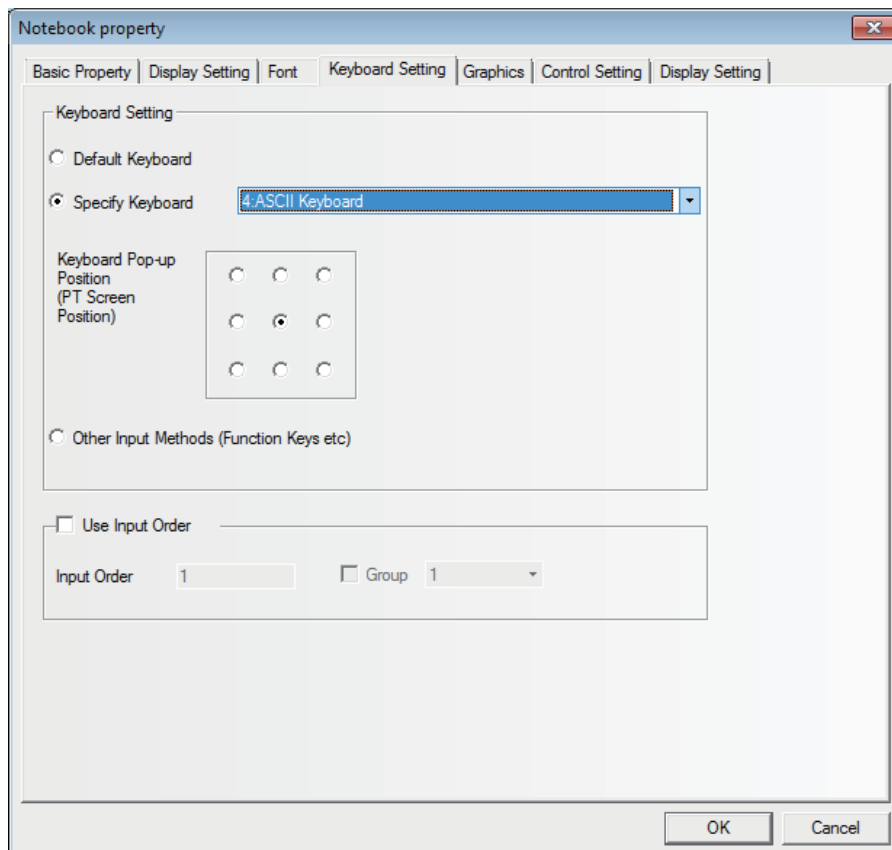 Notebook property
Basic Property Display Setting Font Keyboard Setting Graphics Control Setting Display Setting
Keyboard Setting
Default Keyboard
Specify Keyboard 4:ASCII Keyboard
Keyboard Pop-up
Position
(PT Screen
Position)
Other Input Methods (Function Keys etc)
Use Input Order
Input Order 1 Group 1
OK Cancel